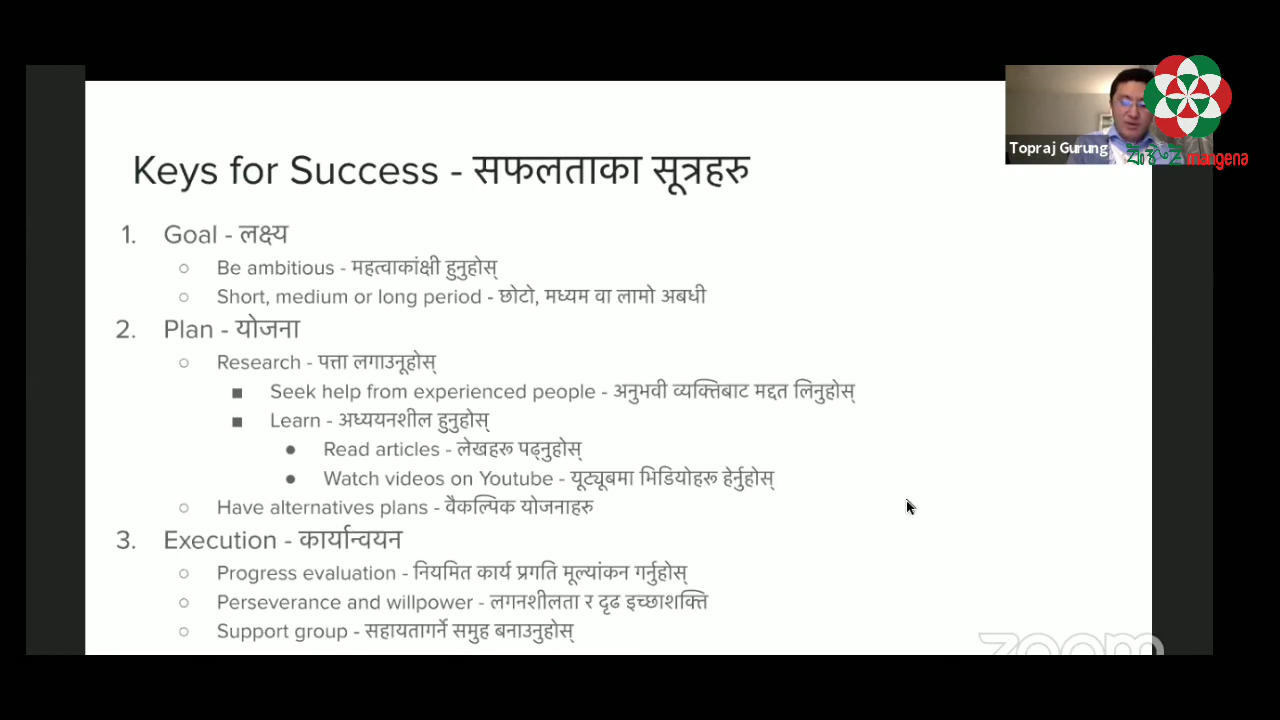 Keys for Success - सफलताका सूत्रहरु
1. Goal - लक्ष्य
○ Be ambitious - महत्वाकांक्षी हुनुहोस्
○ Short, medium or long period - छोटो, मध्यम वा लामो अबधी
2. Plan - योजना
○ Research - पत्ता लगाउनूहोस्
■ Seek help from experienced people - अनुभवी व्यक्तिबाट मद्दत लिनुहोस्
■ Learn - अध्ययनशील हुनुहोस्
● Read articles - लेखहरू पढ्नुहोस्
● Watch videos on Youtube - यूट्यूबमा भिडियोहरू हेर्नुहोस्
○ Have alternatives plans - वैकल्पिक योजनाहरु
3. Execution - कार्यान्वयन
○ Progress evaluation - नियमित कार्य प्रगति मूल्यांकन गर्नुहोस्
○ Perseverance and willpower - लगनशीलता र दृढ इच्छाशक्ति
○ Support group - सहायतागर्ने समुह बनाउनुहोस्
Topraj Gurung
mangena
zoom